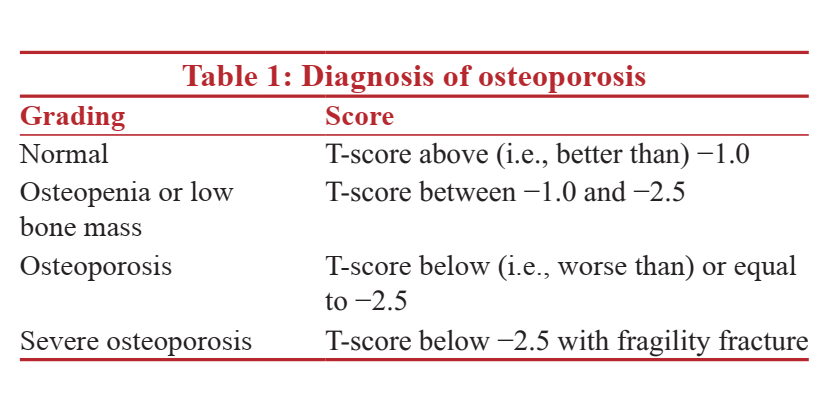 Table 1: Diagnosis of osteoporosis
Grading Score
Normal T-score above (i.e., better than) −1.0
Osteopenia or low T-score between −1.0 and −2.5
bone mass
Osteoporosis T-score below (i.e., worse than) or equal
to −2.5
Severe osteoporosis T-score below −2.5 with fragility fracture